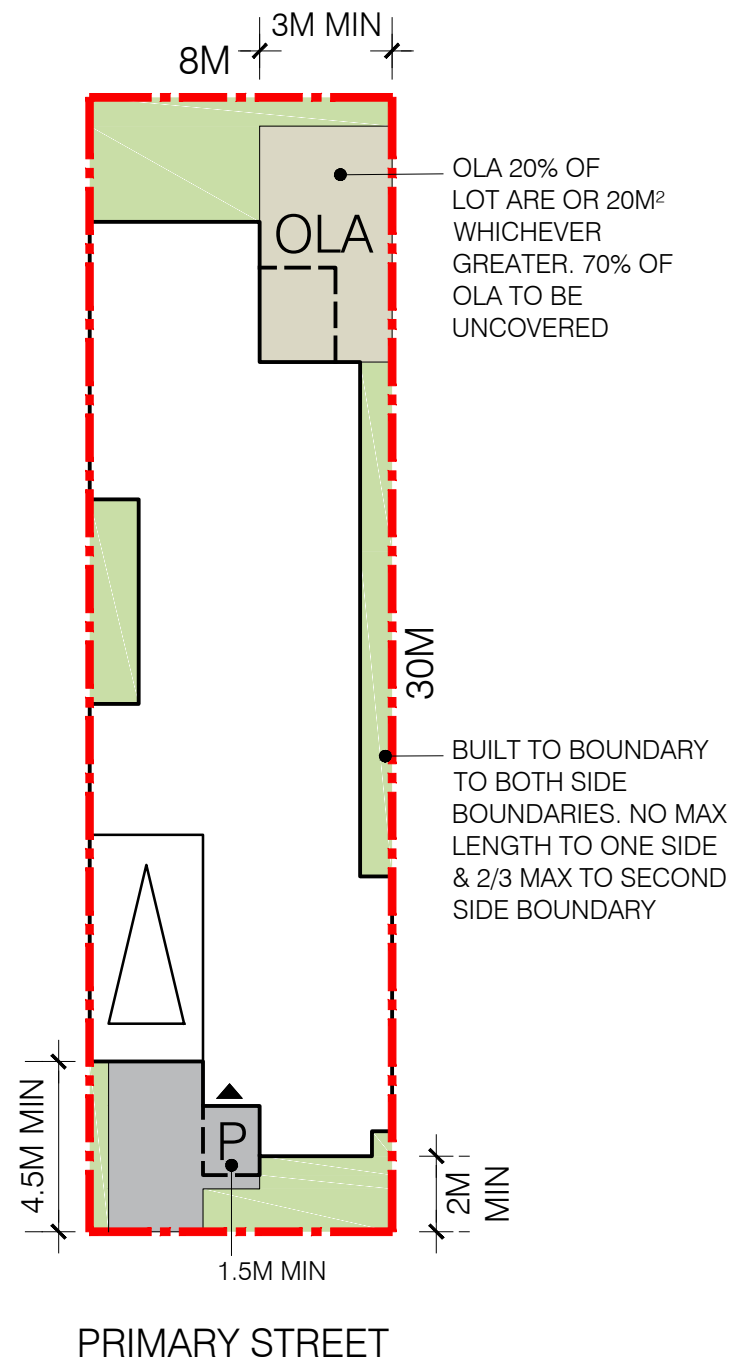 3M MIN
8M
OLA 20% OF
LOT ARE OR 20M²
WHICHEVER
GREATER. 70% OF
OLA TO BE
UNCOVERED
OLA
30M
BUILT TO BOUNDARY
TO BOTH SIDE
BOUNDARIES. NO MAX
LENGTH TO ONE SIDE
& 2/3 MAX TO SECOND
SIDE BOUNDARY
4.5M MIN
P
2M
MIN
1.5M MIN
PRIMARY STREET